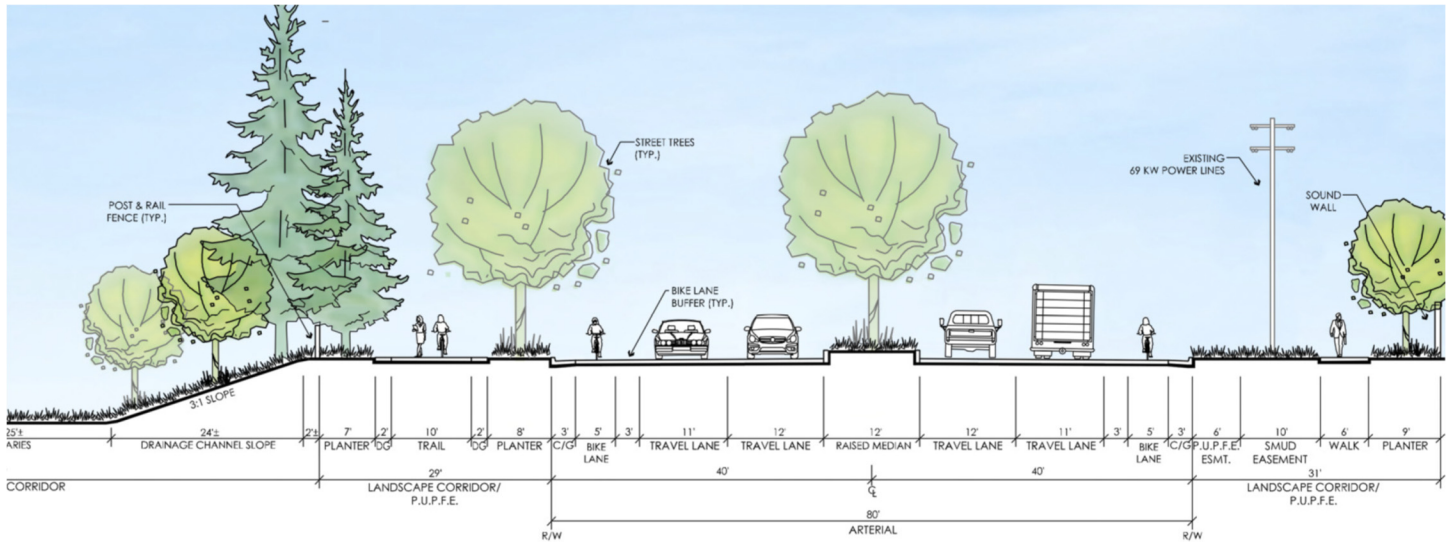 STREET TREES
(TYP.)
EXISTING
69 KW POWER LINES
SOUND
WALL
POST & RAIL
FENCE (TYP.)
BIKE LANE
BUFFER (TYP.)
3:1 SLOPE
25'± 24'± 2'± 7' 2' 10' 2' 8' 3' 5' 3' 11' 12' 12' 12' 11' 3' 5' 3' 6' 10' 6' 9'
ARIES DRAINAGE CHANNEL SLOPE PLANTER DG TRAIL DG PLANTER C/G BIKE TRAVEL LANE TRAVEL LANE RAISED MEDIAN TRAVEL LANE TRAVEL LANE BIKE C/G P.U.P.F.E. SMUD WALK PLANTER
LANE LANE ESMT. EASEMENT
29' 40' 40' 31'
CORRIDOR LANDSCAPE CORRIDOR/ ℄ LANDSCAPE CORRIDOR/
P.U.P.F.E. P.U.P.F.E.
80'
ARTERIAL
R/W R/W